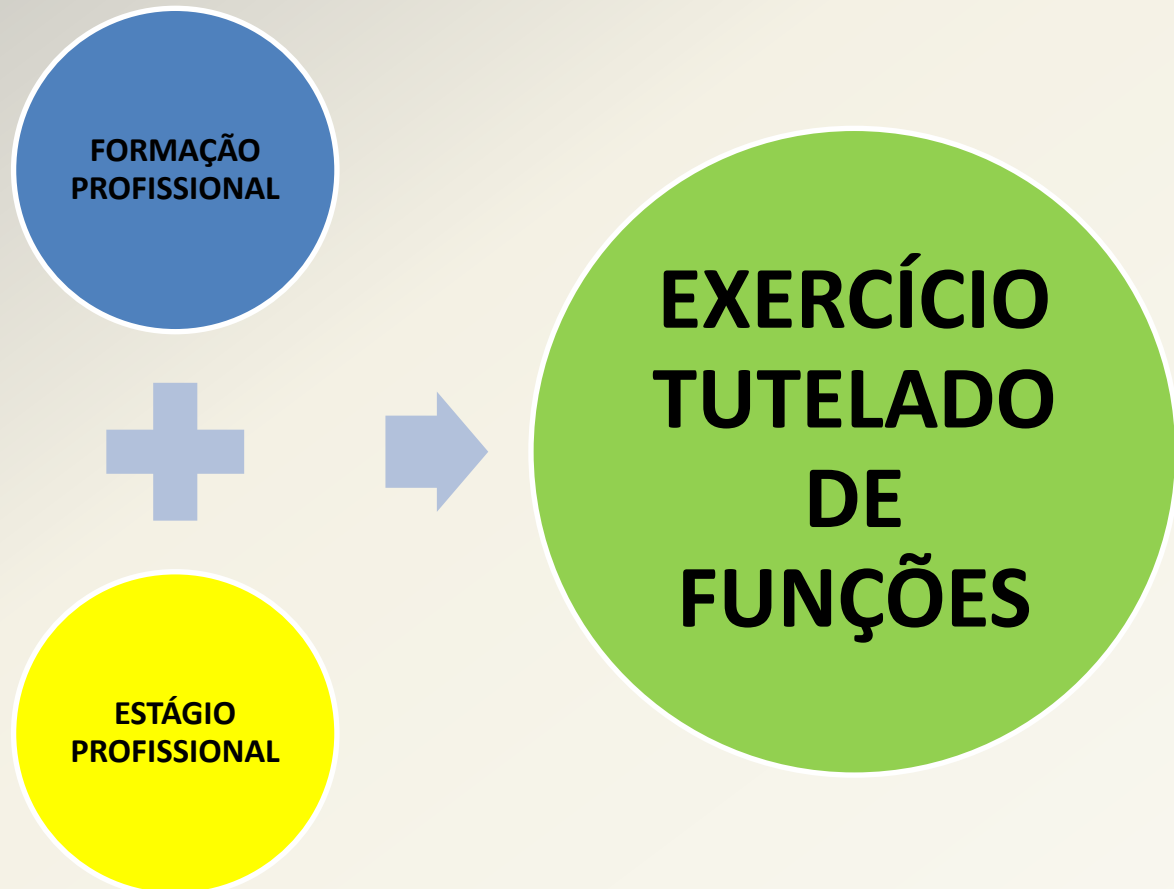 FORMAÇÃO
PROFISSIONAL
ESTÁGIO
PROFISSIONAL
EXERCÍCIO
TUTELADO
DE
FUNÇÕES